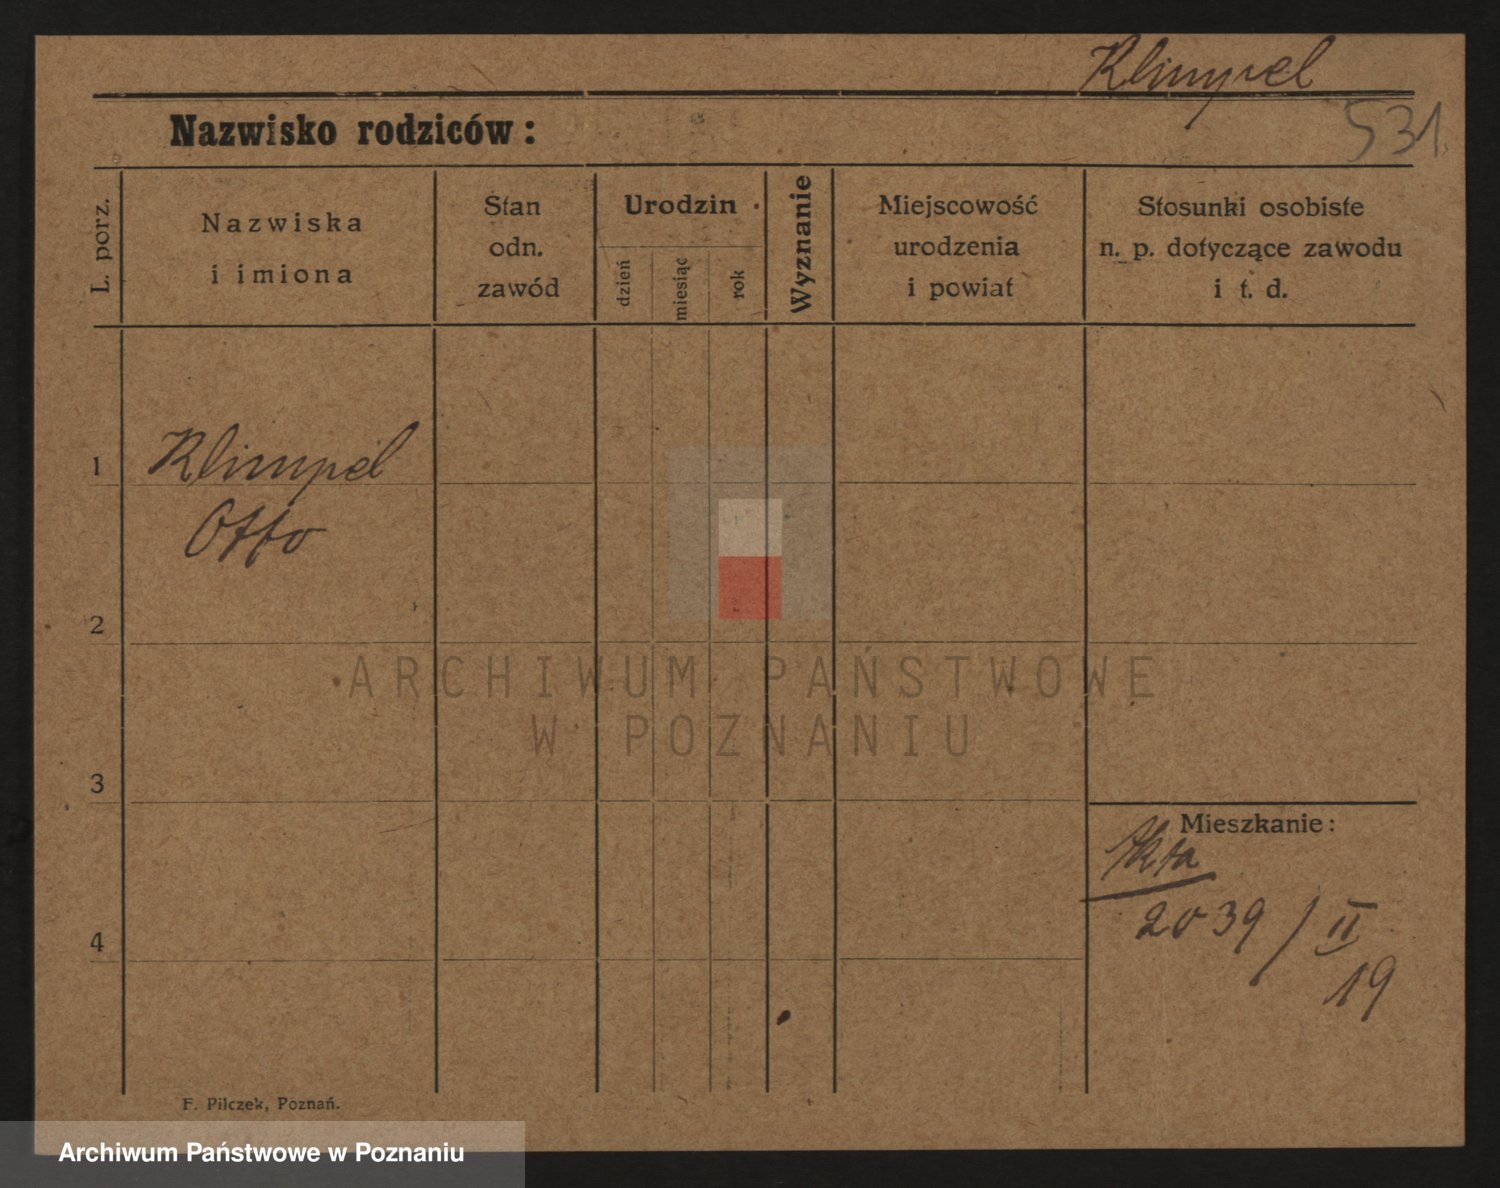 Klimpel
531.
Nazwisko rodziców:
L. porz.
Nazwiska
i imiona
Stan
odn.
zawód
Urodzin
dzień
miesiąc
rok
Wyznanie
Miejscowość
urodzenia
i powiat
Stosunki osobiste
n. p. dotyczące zawodu
i t. d.
1
Klimpel
Otto
2
3
4
ARCHIWUM PAŃSTWOWE
W POZNANIU
Mieszkanie:
Akta
2039/II
19
F. Pilczek, Poznań.
Archiwum Państwowe w Poznaniu